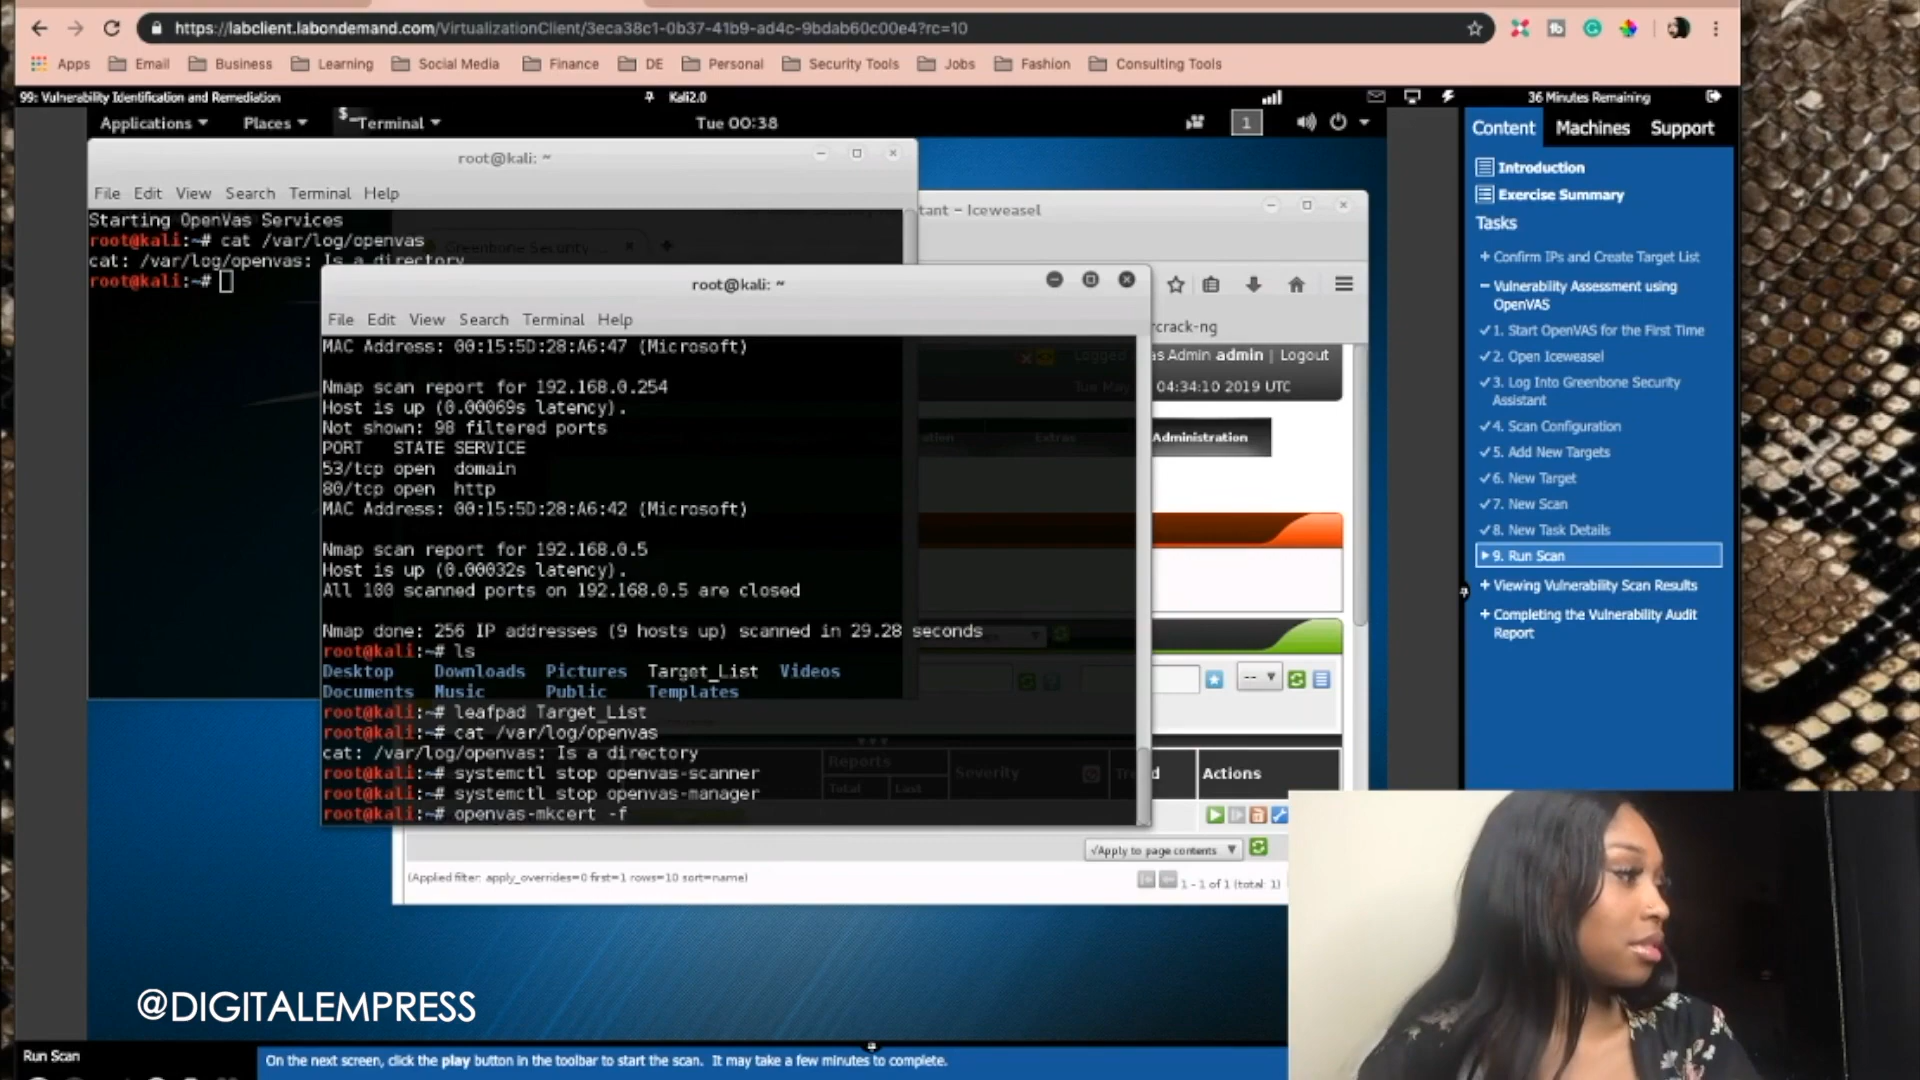 https://labclient.labondemand.com/VirtualizationClient/3eca38c1-0b37-41b9-ad4c-9bdab60c00e4?rc=10
Apps Email Business Learning Social Media Finance DE Personal Security Tools Jobs Fashion Consulting Tools
99: Vulnerability Identification and Remediation
Kali2.0
36 Minutes Remaining
Applications Places Terminal Tue 00:38 1
root@kali: ~
File Edit View Search Terminal Help
Starting OpenVas Services
root@kali:~# cat /var/log/openvas
cat: /var/log/openvas: Is a directory
root@kali:~#
tant - Iceweasel
Greenbone Security
root@kali: ~
File Edit View Search Terminal Help
MAC Address: 00:15:5D:28:A6:47 (Microsoft)
Nmap scan report for 192.168.0.254
Host is up (0.00069s latency).
Not shown: 98 filtered ports
PORT STATE SERVICE
53/tcp open domain
80/tcp open http
MAC Address: 00:15:5D:28:A6:42 (Microsoft)
Nmap scan report for 192.168.0.5
Host is up (0.00032s latency).
All 100 scanned ports on 192.168.0.5 are closed
Nmap done: 256 IP addresses (9 hosts up) scanned in 29.28 seconds
root@kali:~# ls
Desktop Downloads Pictures Target_List Videos
Documents Music Public Templates
root@kali:~# leafpad Target_List
root@kali:~# cat /var/log/openvas
cat: /var/log/openvas: Is a directory
root@kali:~# systemctl stop openvas-scanner
root@kali:~# systemctl stop openvas-manager
root@kali:~# openvas-mkcert -f
rcrack-ng
Logged as Admin admin | Logout
Tue May 04:34:10 2019 UTC
Extras Administration
--
Reports
Total Last
Severity
Actions
√Apply to page contents
(Applied filter: apply_overrides=0 first=1 rows=10 sort=name)
1 - 1 of 1 (total: 1)
Content Machines Support
Introduction
Exercise Summary
Tasks
+ Confirm IPs and Create Target List
− Vulnerability Assessment using
OpenVAS
✓1. Start OpenVAS for the First Time
✓2. Open Iceweasel
✓3. Log Into Greenbone Security
Assistant
✓4. Scan Configuration
✓5. Add New Targets
✓6. New Target
✓7. New Scan
✓8. New Task Details
9. Run Scan
+ Viewing Vulnerability Scan Results
+ Completing the Vulnerability Audit
Report
@DIGITALEMPRESS
Run Scan
On the next screen, click the play button in the toolbar to start the scan. It may take a few minutes to complete.